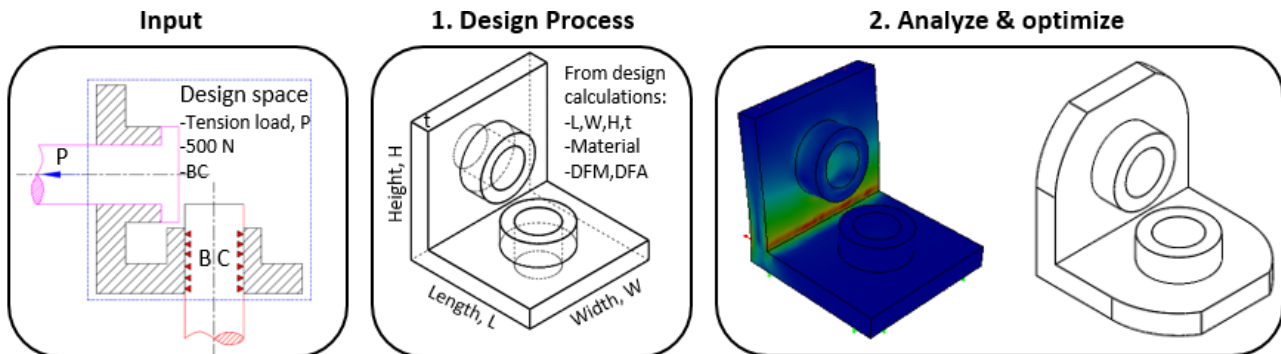 Input
Design space
-Tension load, P
-500 N
-BC
P
BC
1. Design Process
t
From design
calculations:
-L,W,H,t
-Material
-DFM,DFA
Height, H
Length, L
Width, W
2. Analyze & optimize